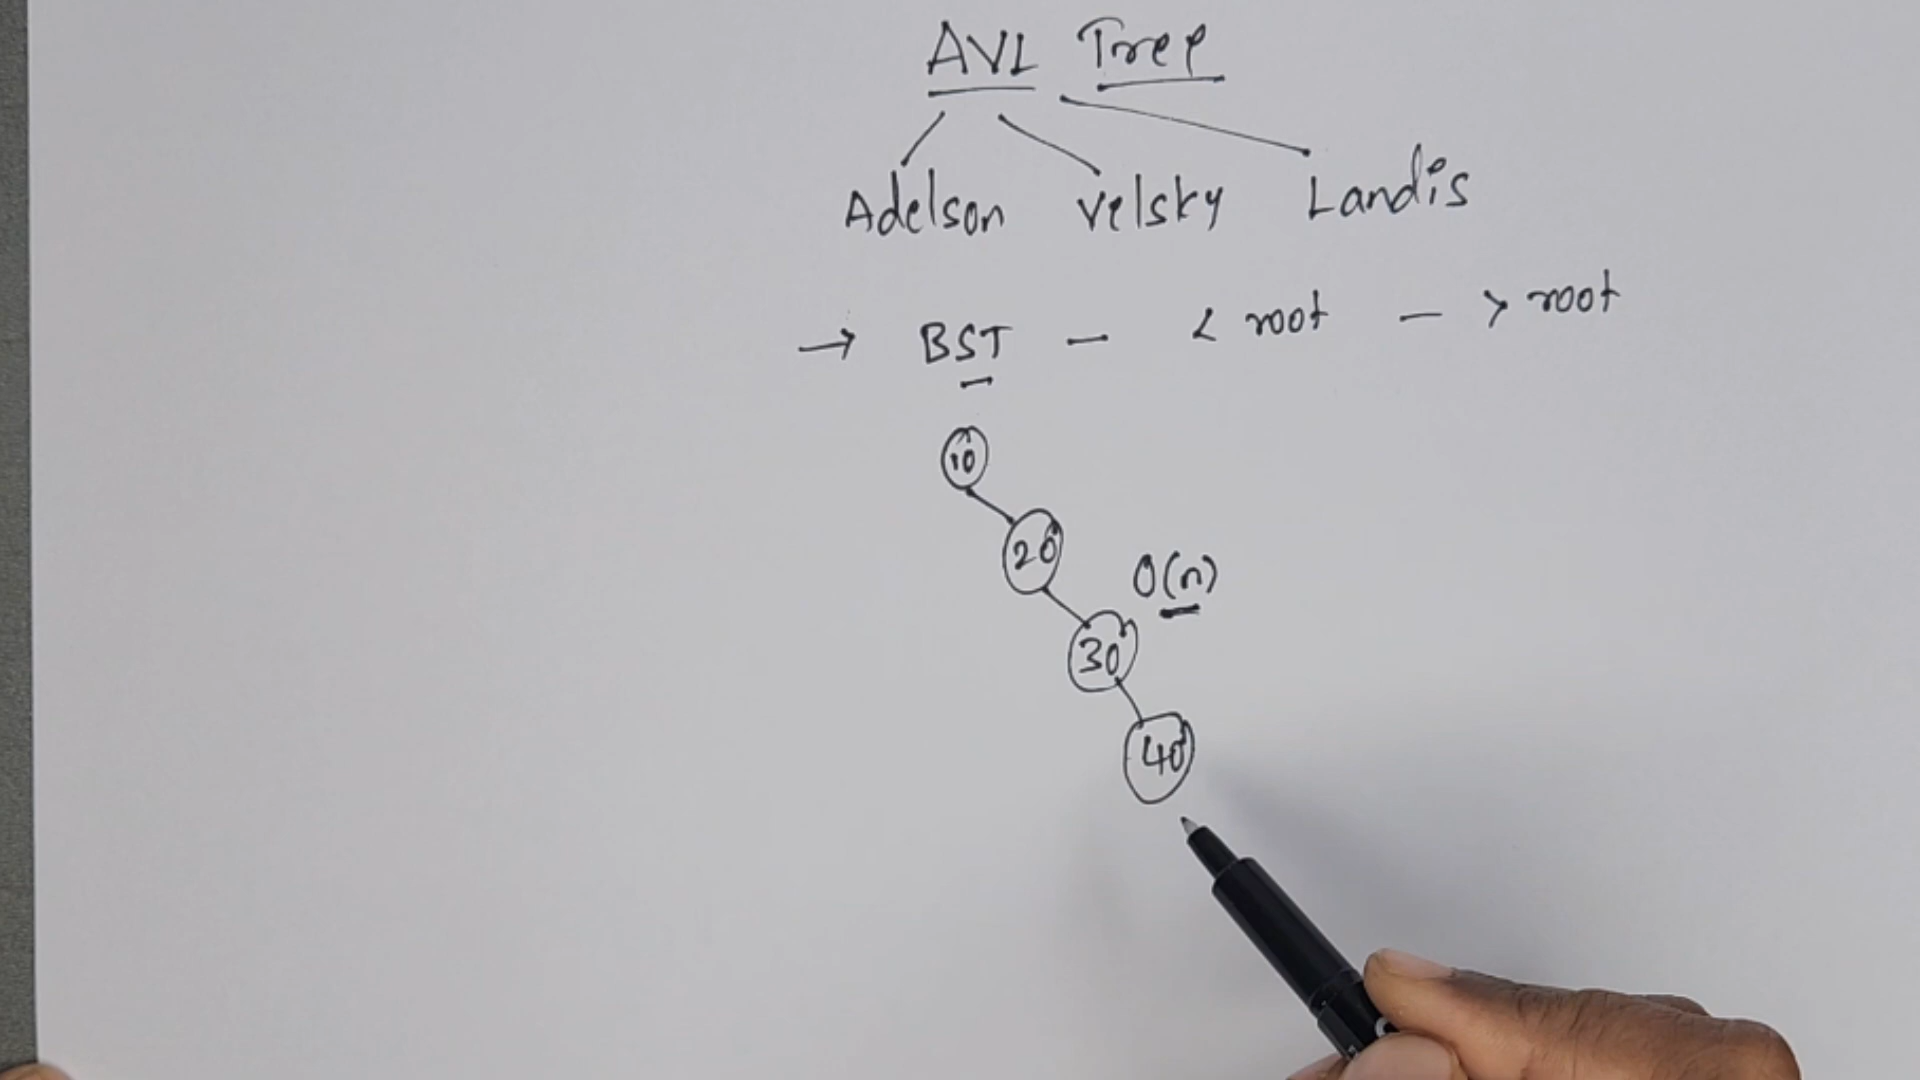 AVL Tree
Adelson Velsky Landis
→ BST - < root - > root
10
20
O(n)
30
40